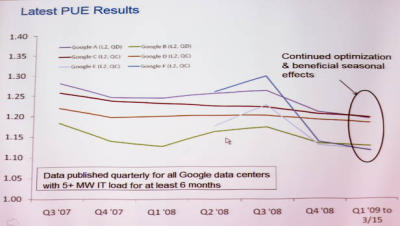 Latest PUE Results
1.40
1.35
1.30
1.25
1.20
1.15
1.10
1.05
1.00
Google A (L2, QD)
Google B (L2, QD)
Google C (L2, QC)
Google D (L2, QC)
Google E (L2, QC)
Google F (L2, QC)
Continued optimization
& beneficial seasonal
effects
Data published quarterly for all Google data centers
with 5+ MW IT load for at least 6 months
Q3 '07
Q4 '07
Q1 '08
Q2 '08
Q3 '08
Q4 '08
Q1 '09 to
3/15